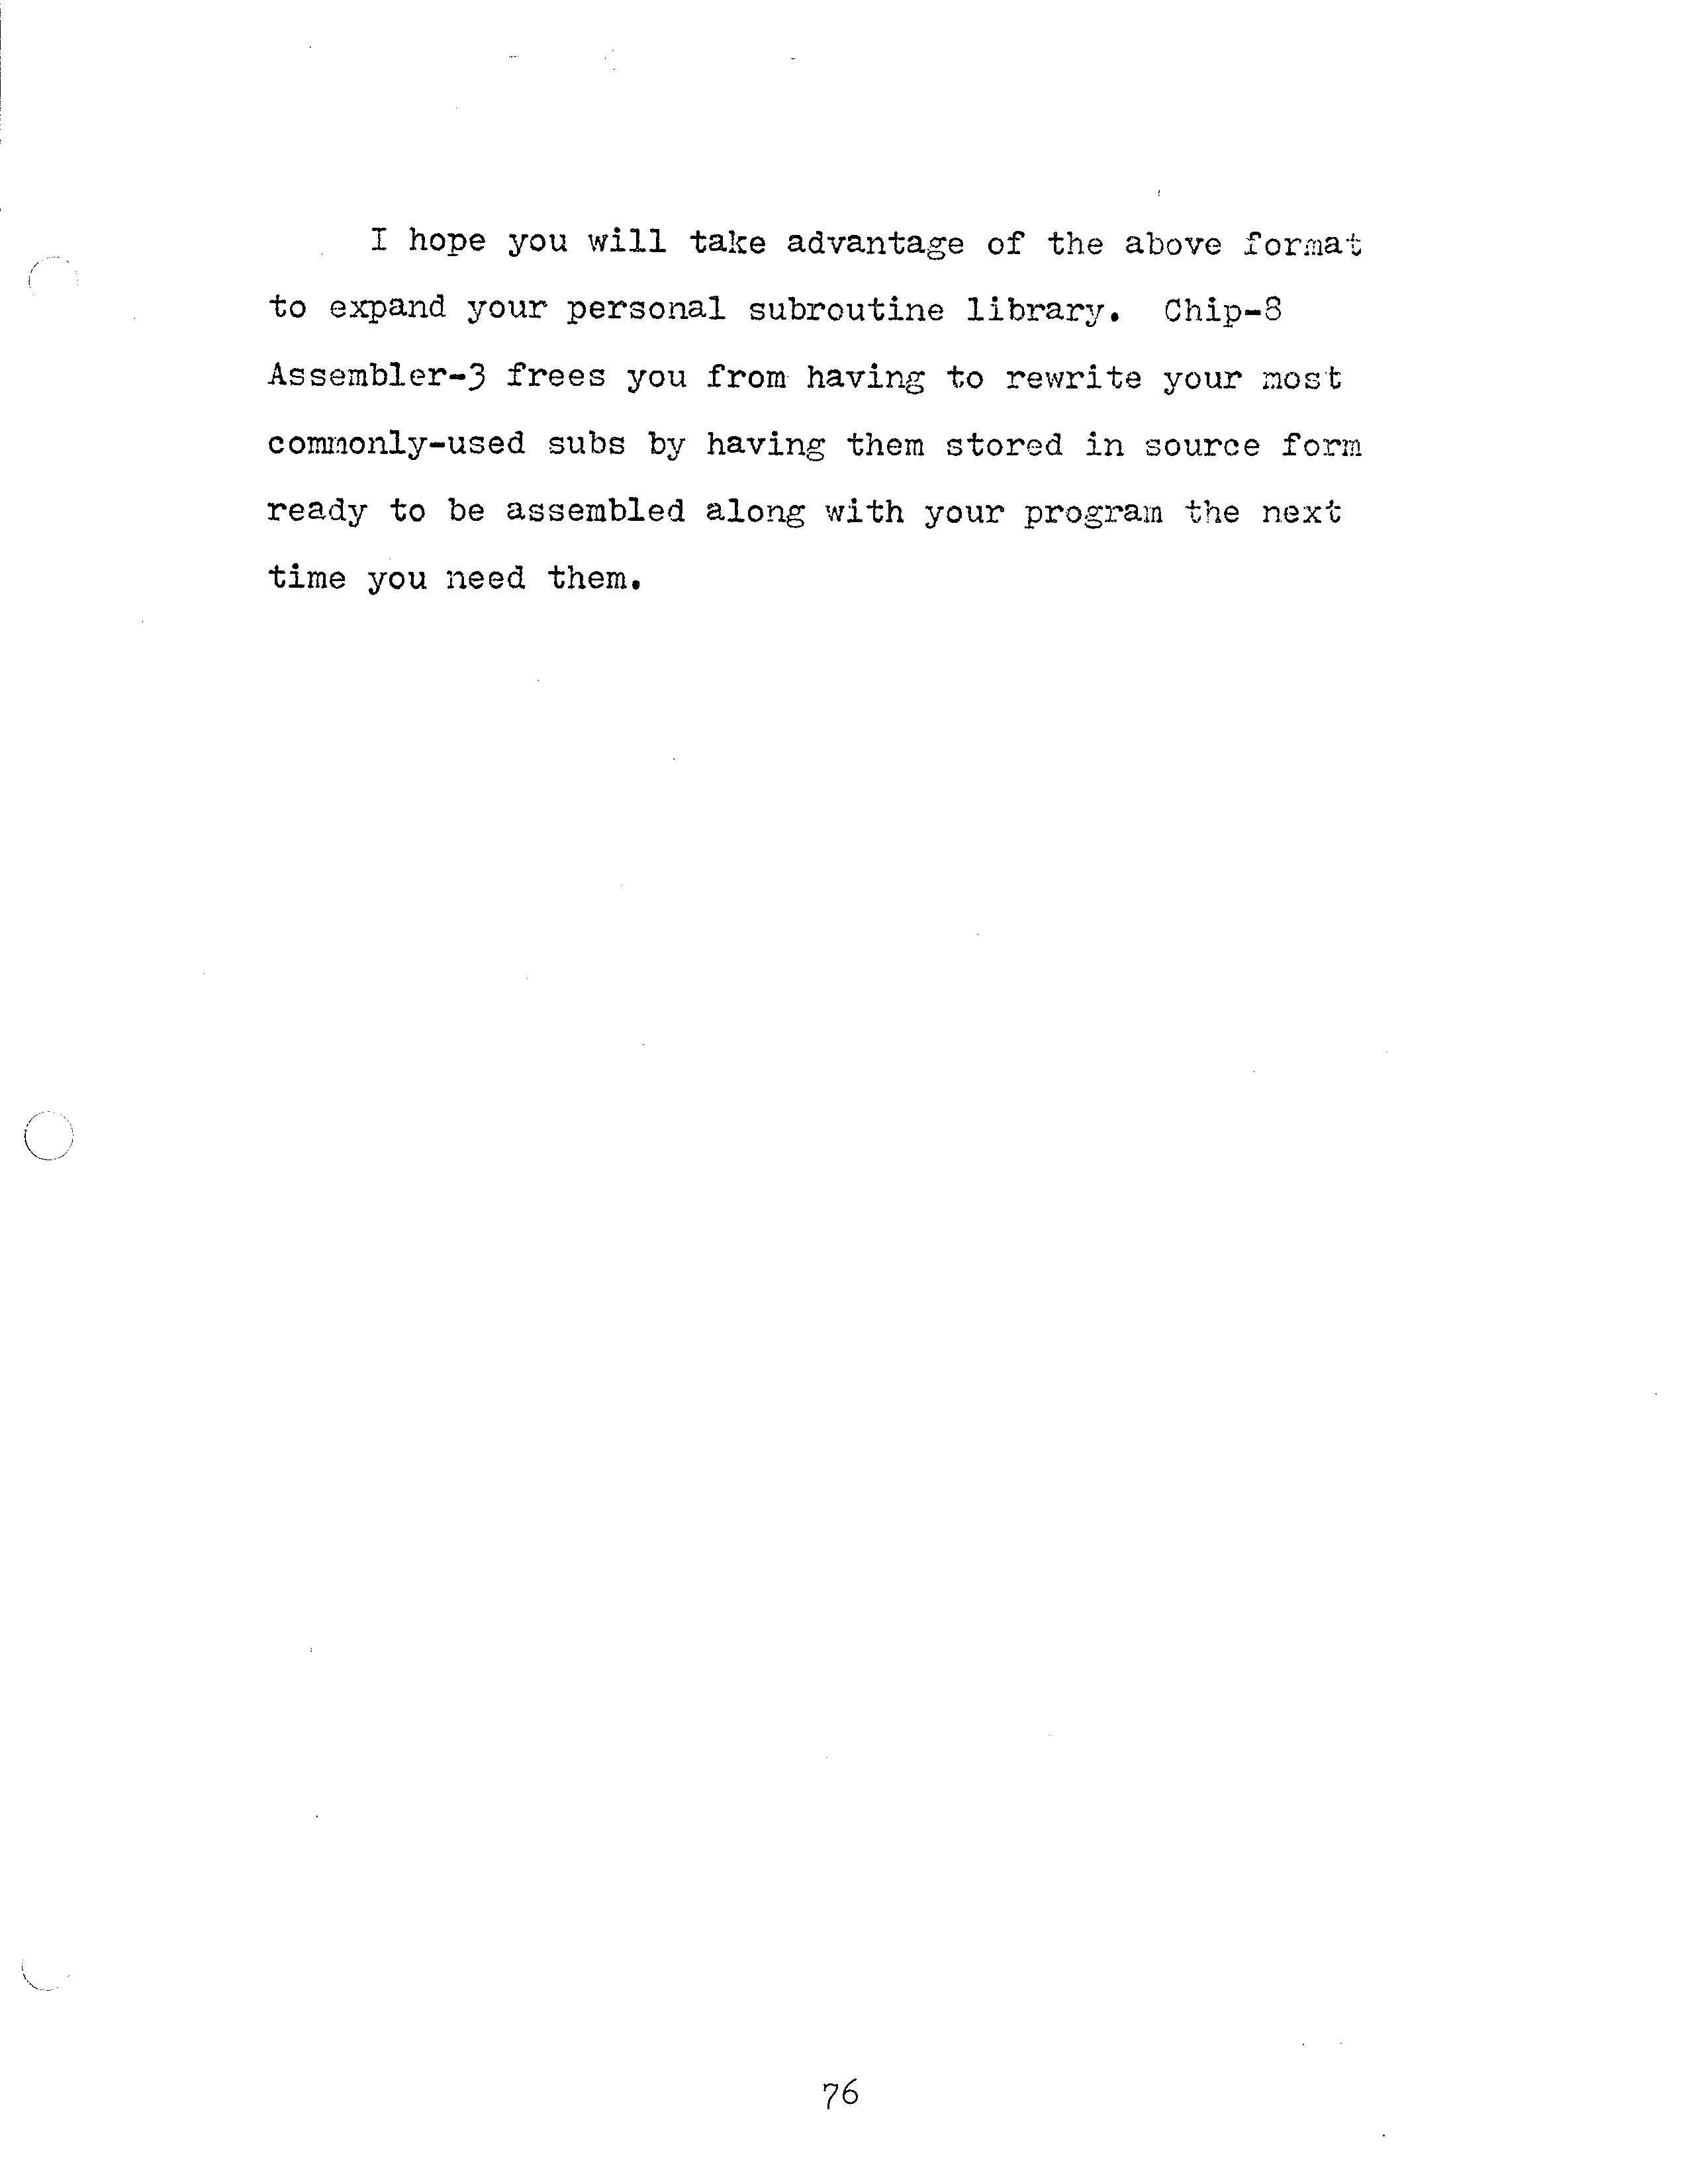 I hope you will take advantage of the above format
to expand your personal subroutine library. Chip-8
Assembler-3 frees you from having to rewrite your most
commonly-used subs by having them stored in source form
ready to be assembled along with your program the next
time you need them.
76